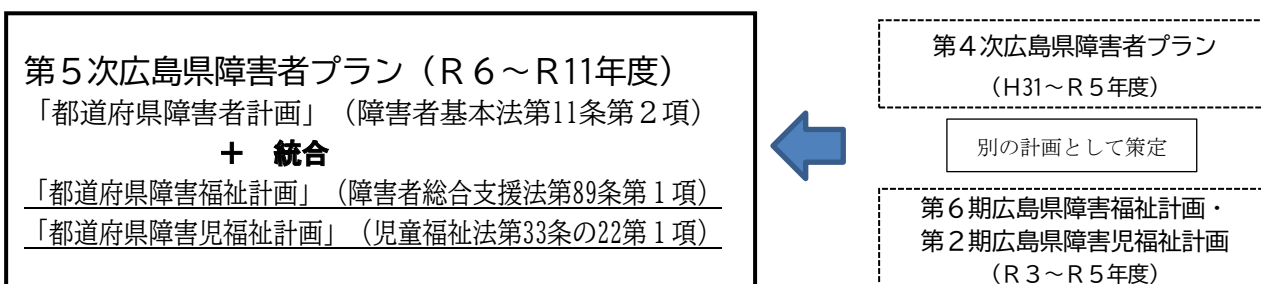 第５次広島県障害者プラン（Ｒ６～Ｒ11年度）
「都道府県障害者計画」（障害者基本法第11条第２項）
＋ 統合
「都道府県障害福祉計画」（障害者総合支援法第89条第１項）
「都道府県障害児福祉計画」（児童福祉法第33条の22第１項）
第４次広島県障害者プラン
（H31～Ｒ５年度）
別の計画として策定
第６期広島県障害福祉計画・
第２期広島県障害児福祉計画
（Ｒ３～Ｒ５年度）